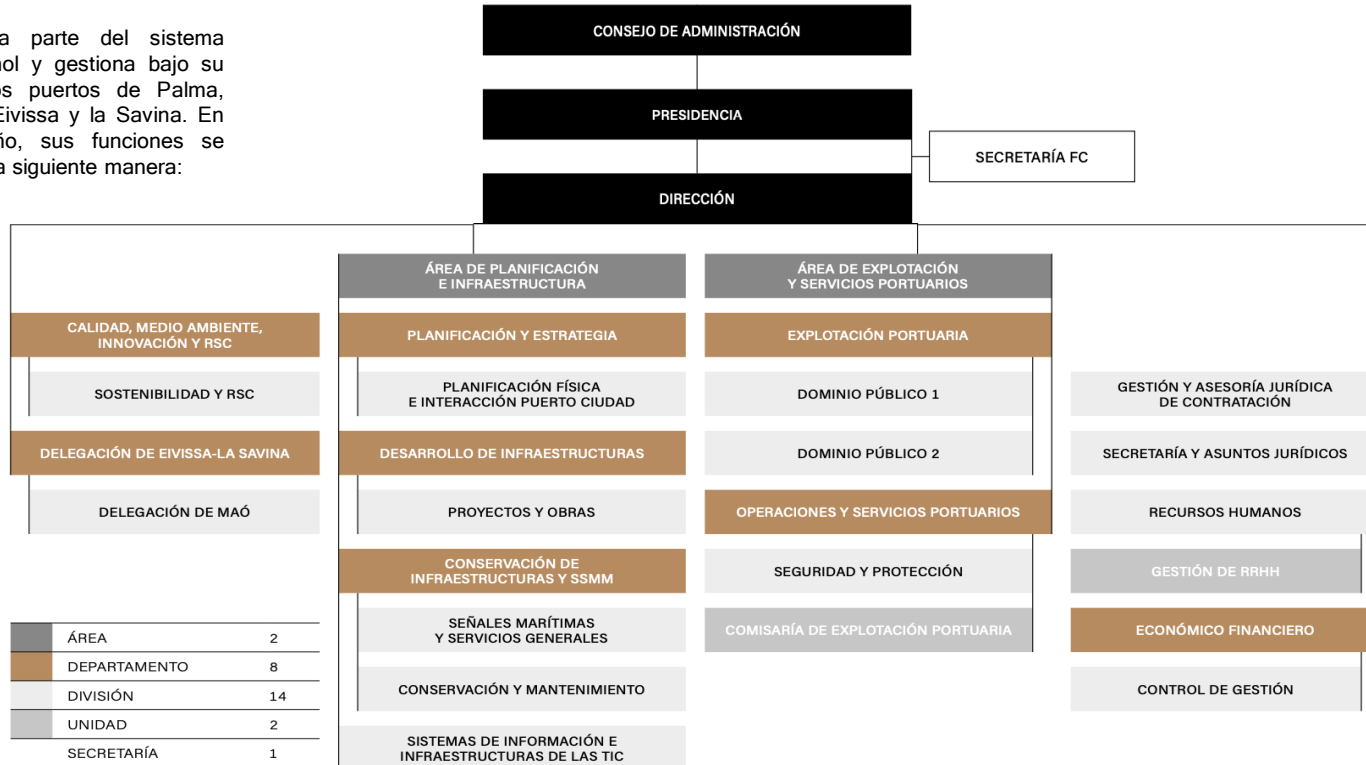 a parte del sistema
ol y gestiona bajo su
s puertos de Palma,
Eivissa y la Savina. En
ño, sus funciones se
a siguiente manera:
CONSEJO DE ADMINISTRACIÓN
PRESIDENCIA
SECRETARÍA FC
DIRECCIÓN
CALIDAD, MEDIO AMBIENTE,
INNOVACIÓN Y RSC
SOSTENIBILIDAD Y RSC
DELEGACIÓN DE EIVISSA-LA SAVINA
DELEGACIÓN DE MAÓ
ÁREA DE PLANIFICACIÓN
E INFRAESTRUCTURA
PLANIFICACIÓN Y ESTRATEGIA
PLANIFICACIÓN FÍSICA
E INTERACCIÓN PUERTO CIUDAD
DESARROLLO DE INFRAESTRUCTURAS
PROYECTOS Y OBRAS
CONSERVACIÓN DE
INFRAESTRUCTURAS Y SSMM
SEÑALES MARÍTIMAS
Y SERVICIOS GENERALES
CONSERVACIÓN Y MANTENIMIENTO
SISTEMAS DE INFORMACIÓN E
INFRAESTRUCTURAS DE LAS TIC
ÁREA DE EXPLOTACIÓN
Y SERVICIOS PORTUARIOS
EXPLOTACIÓN PORTUARIA
DOMINIO PÚBLICO 1
DOMINIO PÚBLICO 2
OPERACIONES Y SERVICIOS PORTUARIOS
SEGURIDAD Y PROTECCIÓN
COMISARÍA DE EXPLOTACIÓN PORTUARIA
GESTIÓN Y ASESORÍA JURÍDICA
DE CONTRATACIÓN
SECRETARÍA Y ASUNTOS JURÍDICOS
RECURSOS HUMANOS
GESTIÓN DE RRHH
ECONÓMICO FINANCIERO
CONTROL DE GESTIÓN
ÁREA 2
DEPARTAMENTO 8
DIVISIÓN 14
UNIDAD 2
SECRETARÍA 1